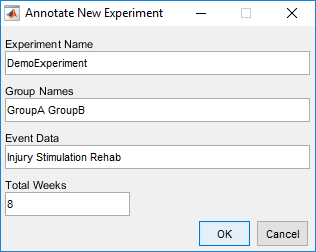 Annotate New Experiment
Experiment Name
DemoExperiment
Group Names
GroupA GroupB
Event Data
Injury Stimulation Rehab
Total Weeks
8
OK Cancel